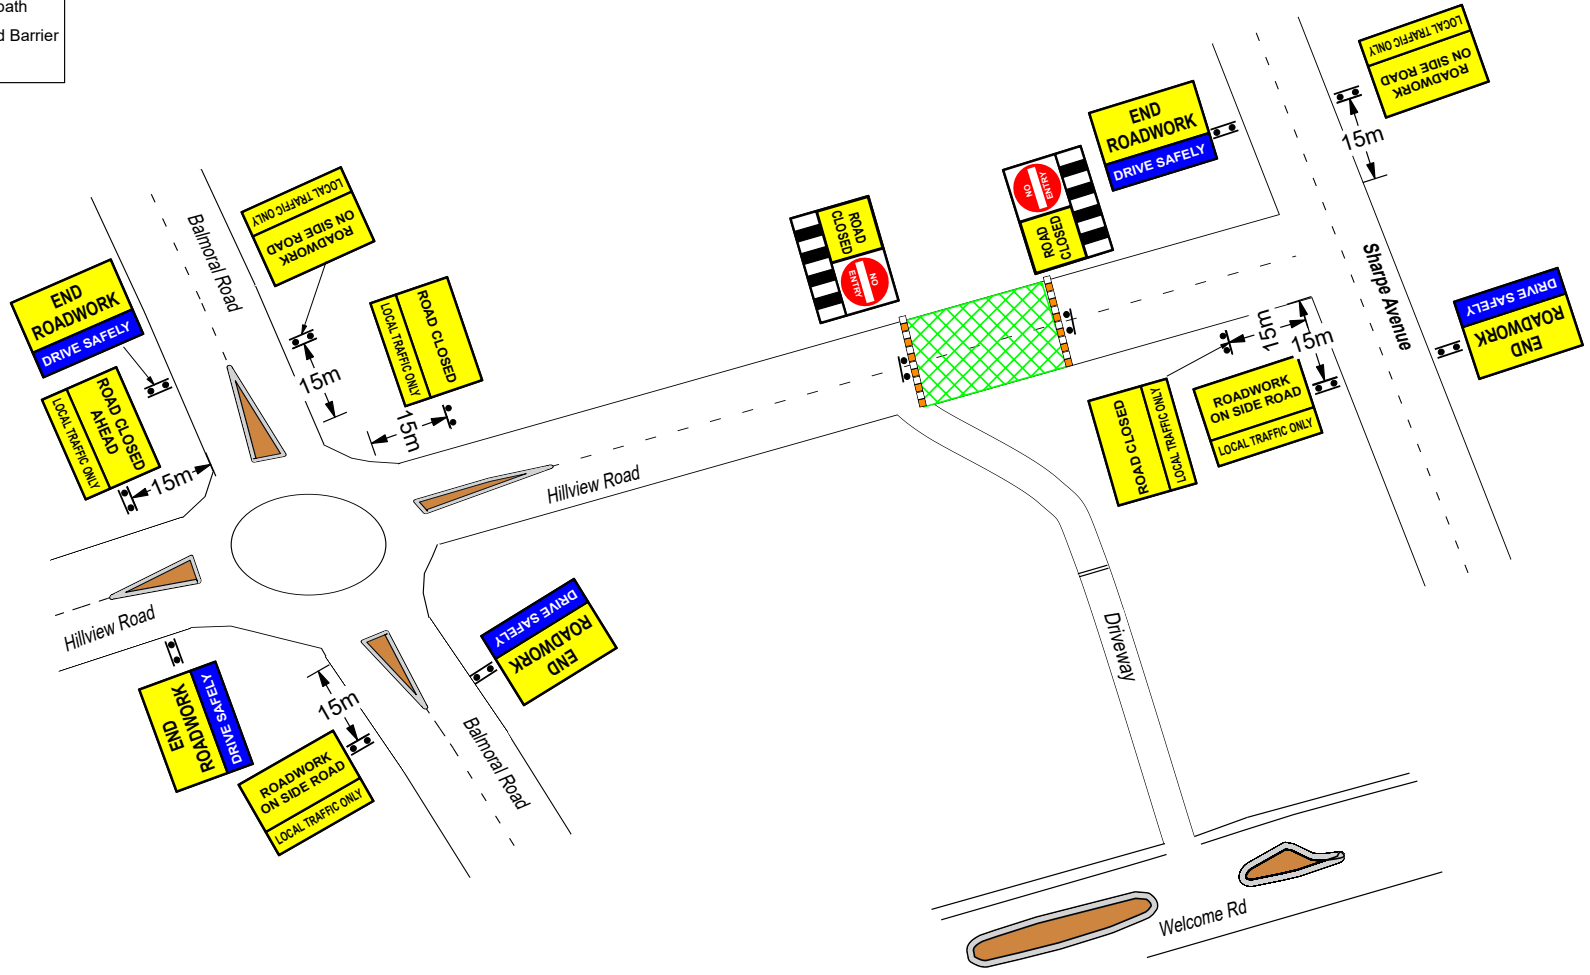 path
d Barrier
LOCAL TRAFFIC ONLY
ROADWORK
ON SIDE ROAD
15m
END
ROADWORK
DRIVE SAFELY
NO
ENTRY
ROAD
CLOSED
ROAD
CLOSED
NO
ENTRY
LOCAL TRAFFIC ONLY
ROADWORK
ON SIDE ROAD
Balmoral Road
END
ROADWORK
DRIVE SAFELY
ROAD CLOSED
LOCAL TRAFFIC ONLY
15m
15m
ROAD CLOSED
AHEAD
LOCAL TRAFFIC ONLY
15m
Sharpe Avenue
DRIVE SAFELY
END
ROADWORK
15m
15m
ROAD CLOSED
LOCAL TRAFFIC ONLY
ROADWORK
ON SIDE ROAD
LOCAL TRAFFIC ONLY
Hillview Road
Hillview Road
DRIVE SAFELY
END
ROADWORK
END
ROADWORK
DRIVE SAFELY
15m
ROADWORK
ON SIDE ROAD
LOCAL TRAFFIC ONLY
Balmoral Road
Driveway
Welcome Rd